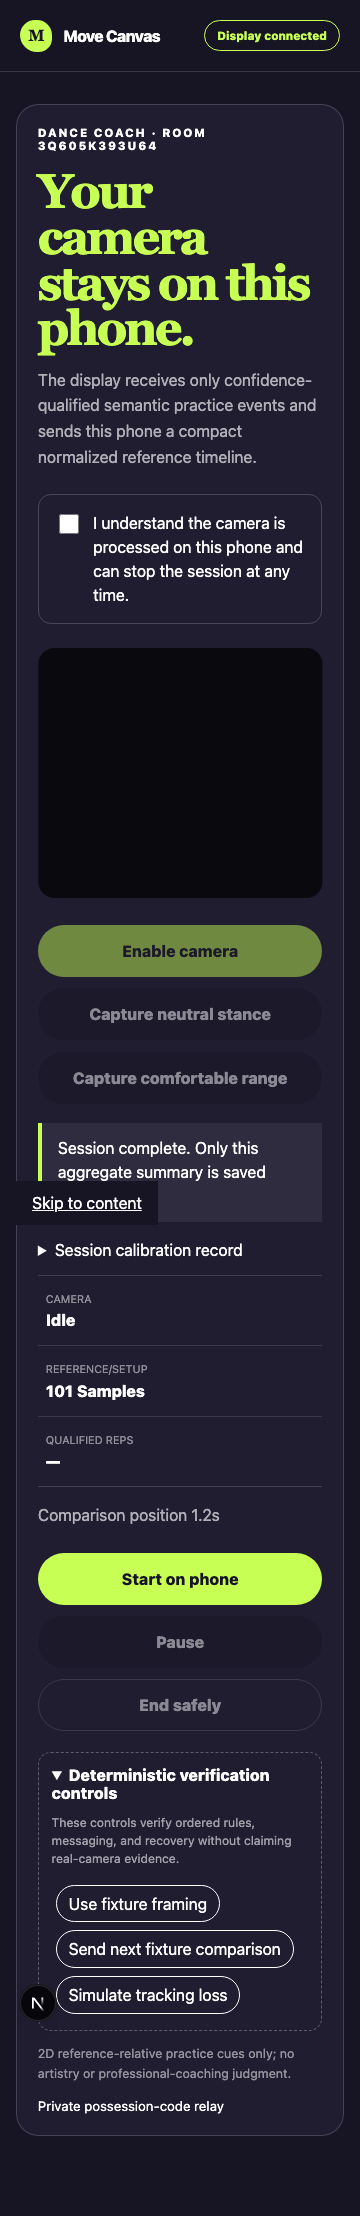 M Move Canvas Display connected
DANCE COACH · ROOM
3Q605K393U64
Your
camera
stays on this
phone.
The display receives only confidence-
qualified semantic practice events and
sends this phone a compact
normalized reference timeline.
I understand the camera is
processed on this phone and
can stop the session at any
time.
Enable camera
Capture neutral stance
Capture comfortable range
Session complete. Only this
aggregate summary is saved
Skip to content
Session calibration record
CAMERA
Idle
REFERENCE/SETUP
101 Samples
QUALIFIED REPS
—
Comparison position 1.2s
Start on phone
Pause
End safely
Deterministic verification
controls
These controls verify ordered rules,
messaging, and recovery without claiming
real-camera evidence.
Use fixture framing
Send next fixture comparison
N Simulate tracking loss
2D reference-relative practice cues only; no
artistry or professional-coaching judgment.
Private possession-code relay